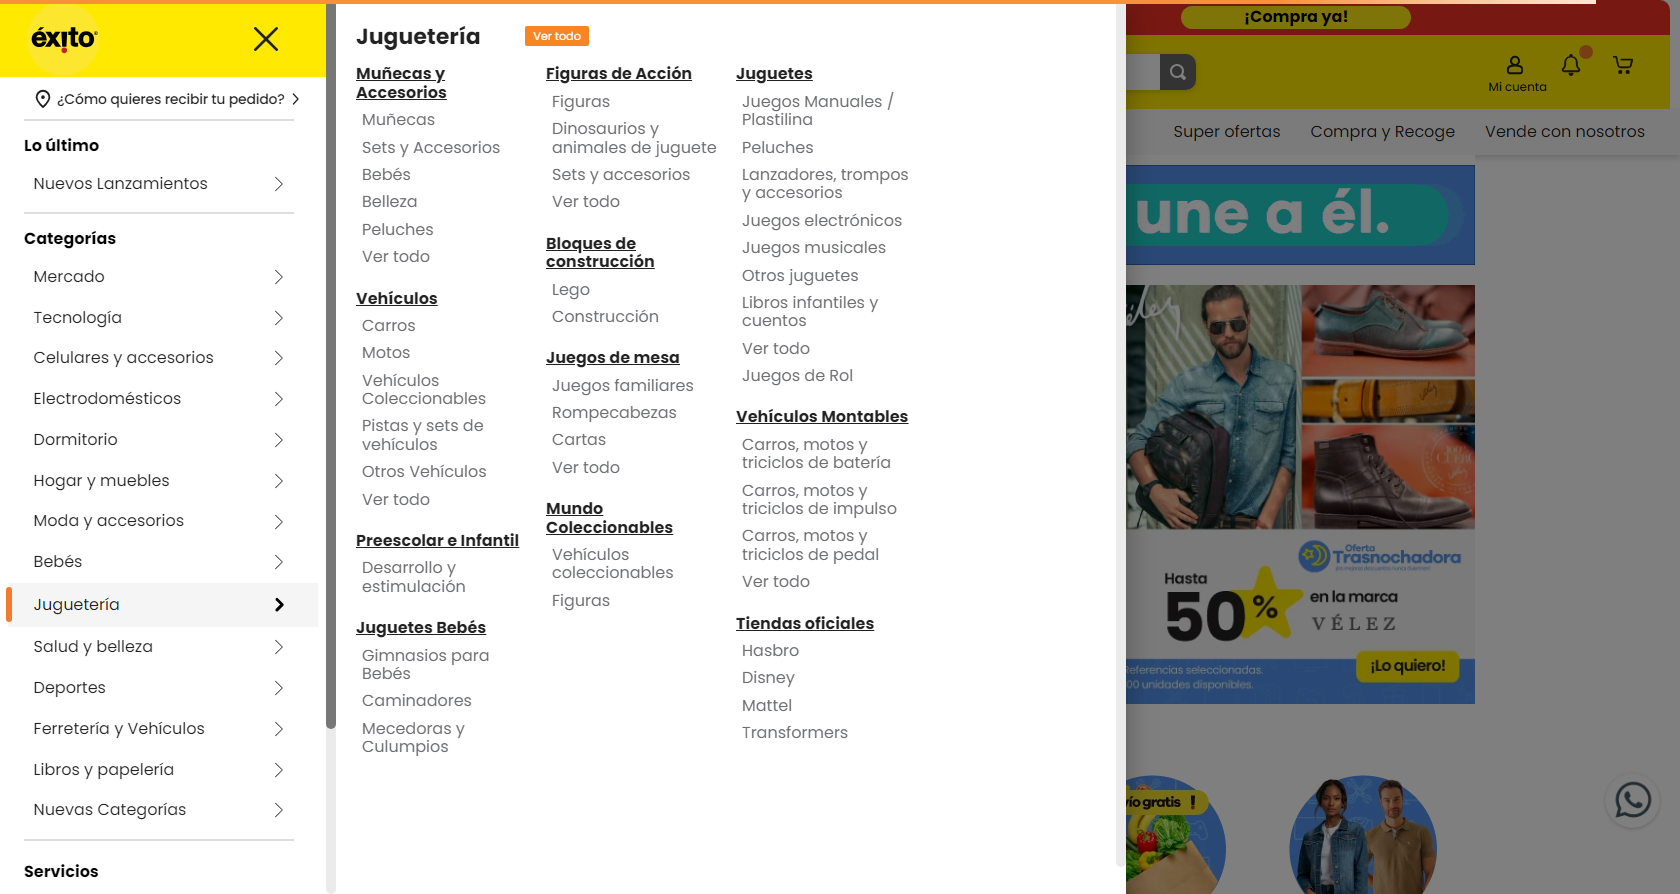 éxito
¿Cómo quieres recibir tu pedido?
Lo último
Nuevos Lanzamientos
Categorías
Mercado
Tecnología
Celulares y accesorios
Electrodomésticos
Dormitorio
Hogar y muebles
Moda y accesorios
Bebés
Juguetería
Salud y belleza
Deportes
Ferretería y Vehículos
Libros y papelería
Nuevas Categorías
Servicios
Juguetería
Ver todo
Muñecas y
Accesorios
Muñecas
Sets y Accesorios
Bebés
Belleza
Peluches
Ver todo
Vehículos
Carros
Motos
Vehículos
Coleccionables
Pistas y sets de
vehículos
Otros Vehículos
Ver todo
Preescolar e Infantil
Desarrollo y
estimulación
Juguetes Bebés
Gimnasios para
Bebés
Caminadores
Mecedoras y
Culumpios
Figuras de Acción
Figuras
Dinosaurios y
animales de juguete
Sets y accesorios
Ver todo
Bloques de
construcción
Lego
Construcción
Juegos de mesa
Juegos familiares
Rompecabezas
Cartas
Ver todo
Mundo
Coleccionables
Vehículos
coleccionables
Figuras
Juguetes
Juegos Manuales /
Plastilina
Peluches
Lanzadores, trompos
y accesorios
Juegos electrónicos
Juegos musicales
Otros juguetes
Libros infantiles y
cuentos
Ver todo
Juegos de Rol
Vehículos Montables
Carros, motos y
triciclos de batería
Carros, motos y
triciclos de impulso
Carros, motos y
triciclos de pedal
Ver todo
Tiendas oficiales
Hasbro
Disney
Mattel
Transformers
¡Compra ya!
Mi cuenta
Super ofertas
Compra y Recoge
Vende con nosotros
une a él.
Oferta
Trasnochadora
Hasta
50%
en la marca
VÉLEZ
¡Lo quiero!
referencias seleccionadas.
00 unidades disponibles.
vío gratis !